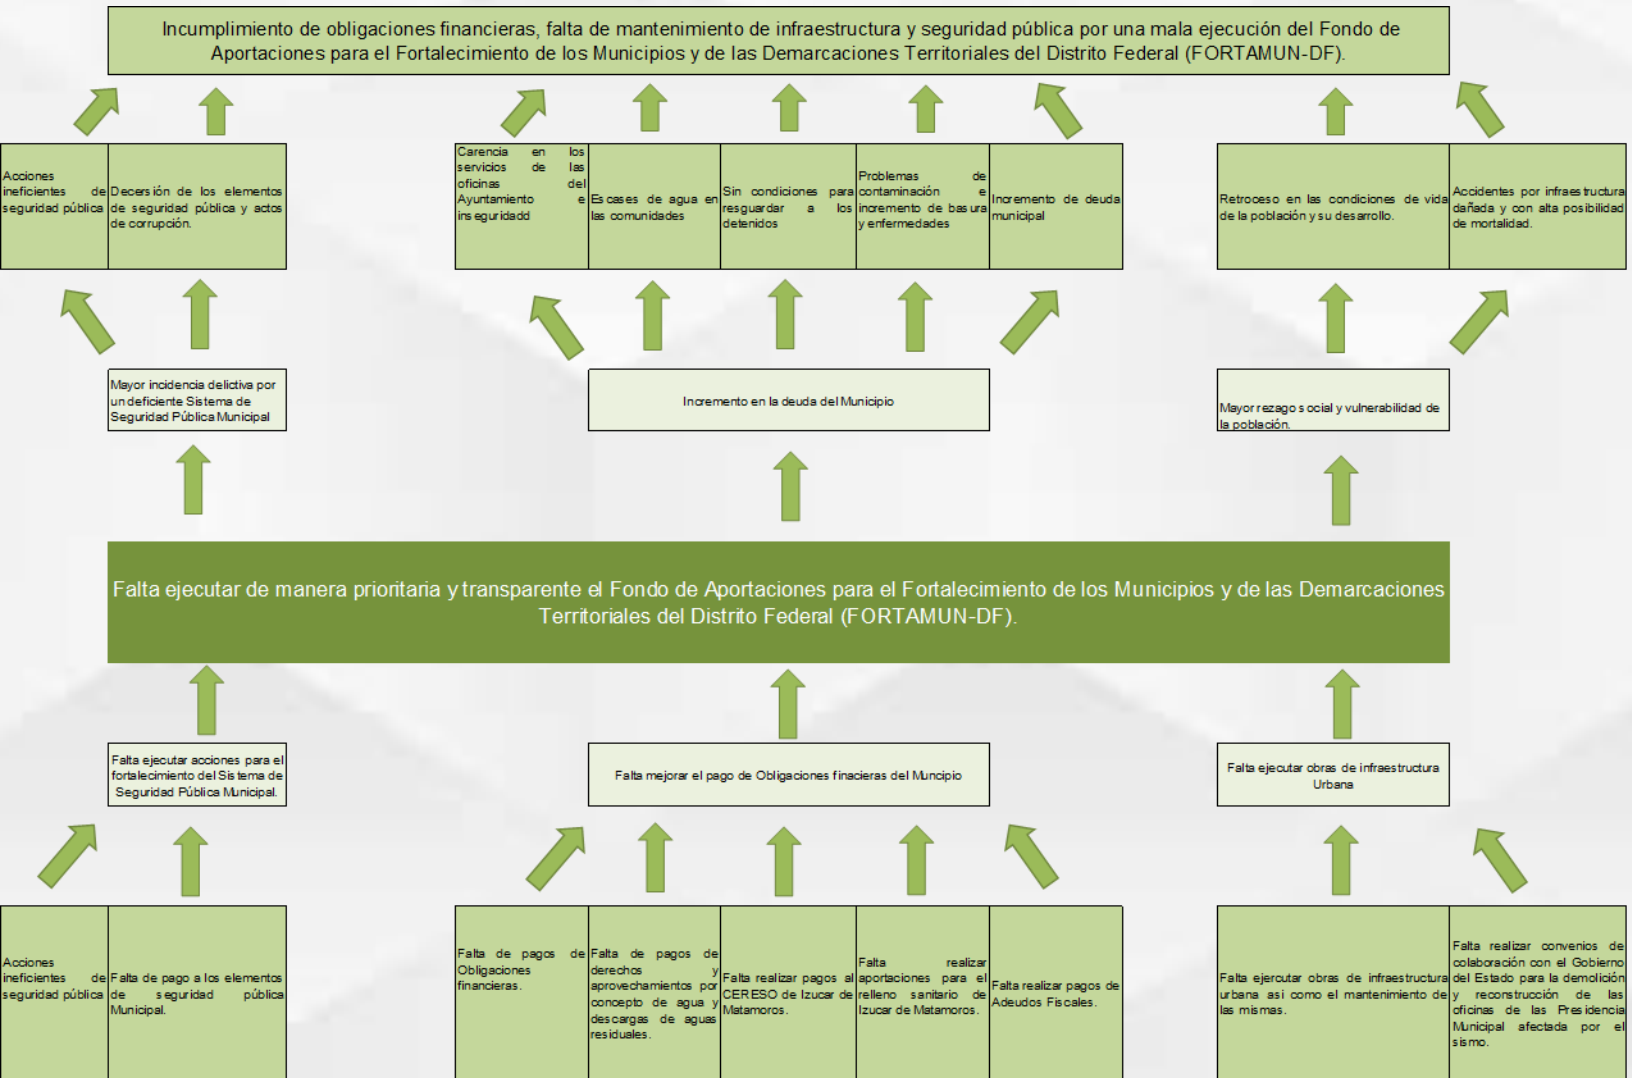 Incumplimiento de obligaciones financieras, falta de mantenimiento de infraestructura y seguridad pública por una mala ejecución del Fondo de
Aportaciones para el Fortalecimiento de los Municipios y de las Demarcaciones Territoriales del Distrito Federal (FORTAMUN-DF).
Acciones
ineficientes de
seguridad pública
Decersión de los elementos
de seguridad pública y actos
de corrupción.
Carencia en los
servicios de las
oficinas del
Ayuntamiento e
inseguridadd
Escases de agua en
las comunidades
Sin condiciones para
resguardar a los
detenidos
Problemas de
contaminación e
incremento de basura
y enfermedades
Incremento de deuda
municipal
Retroceso en las condiciones de vida
de la población y su desarrollo.
Accidentes por infraestructura
dañada y con alta posibilidad
de mortalidad.
Mayor incidencia delictiva por
un deficiente Sistema de
Seguridad Pública Municipal
Incremento en la deuda del Municipio
Mayor rezago social y vulnerabilidad de
la población.
Falta ejecutar de manera prioritaria y transparente el Fondo de Aportaciones para el Fortalecimiento de los Municipios y de las Demarcaciones
Territoriales del Distrito Federal (FORTAMUN-DF).
Falta ejecutar acciones para el
fortalecimiento del Sistema de
Seguridad Pública Municipal.
Falta mejorar el pago de Obligaciones finacieras del Muncipio
Falta ejecutar obras de infraestructura
Urbana
Acciones
ineficientes de
seguridad pública
Falta de pago a los elementos
de seguridad pública
Municipal.
Falta de pagos de
Obligaciones
financieras.
Falta de pagos de
derechos y
aprovechamientos por
concepto de agua y
descargas de aguas
residuales.
Falta realizar pagos al
CERESO de Izucar de
Matamoros.
Falta realizar
aportaciones para el
relleno sanitario de
Izucar de Matamoros.
Falta realizar pagos de
Adeudos Fiscales.
Falta ejercutar obras de infraestructura
urbana asi como el mantenimiento de
las mismas.
Falta realizar convenios de
colaboración con el Gobierno
del Estado para la demolición
y reconstrucción de las
oficinas de las Presidencia
Municipal afectada por el
sismo.